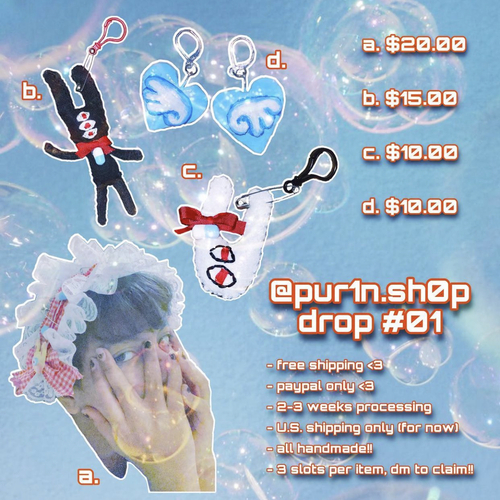 a. $20.00
b.
d.
b. $15.00
c.
c. $10.00
d. $10.00
@pur1n.sh0p
drop #01
- free shipping <3
- paypal only <3
- 2-3 weeks processing
- U.S. shipping only (for now)
- all handmade!!
- 3 slots per item, dm to claim!!
a.